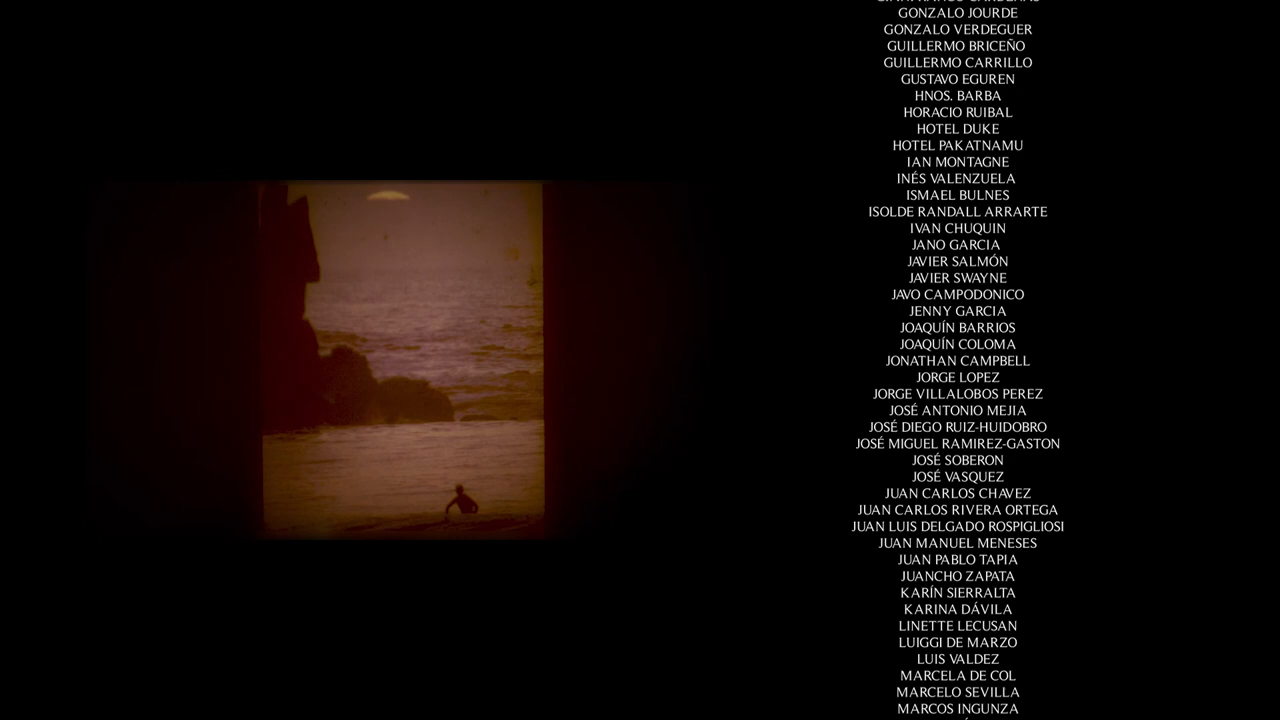 GONZALO JOURDE
GONZALO VERDEGUER
GUILLERMO BRICEÑO
GUILLERMO CARRILLO
GUSTAVO EGUREN
HNOS. BARBA
HORACIO RUIBAL
HOTEL DUKE
HOTEL PAKATNAMU
IAN MONTAGNE
INÉS VALENZUELA
ISMAEL BULNES
ISOLDE RANDALL ARRARTE
IVAN CHUQUIN
JANO GARCIA
JAVIER SALMÓN
JAVIER SWAYNE
JAVO CAMPODONICO
JENNY GARCIA
JOAQUÍN BARRIOS
JOAQUÍN COLOMA
JONATHAN CAMPBELL
JORGE LOPEZ
JORGE VILLALOBOS PEREZ
JOSÉ ANTONIO MEJIA
JOSÉ DIEGO RUIZ-HUIDOBRO
JOSÉ MIGUEL RAMIREZ-GASTON
JOSÉ SOBERON
JOSÉ VASQUEZ
JUAN CARLOS CHAVEZ
JUAN CARLOS RIVERA ORTEGA
JUAN LUIS DELGADO ROSPIGLIOSI
JUAN MANUEL MENESES
JUAN PABLO TAPIA
JUANCHO ZAPATA
KARÍN SIERRALTA
KARINA DÁVILA
LINETTE LECUSAN
LUIGGI DE MARZO
LUIS VALDEZ
MARCELA DE COL
MARCELO SEVILLA
MARCOS INGUNZA